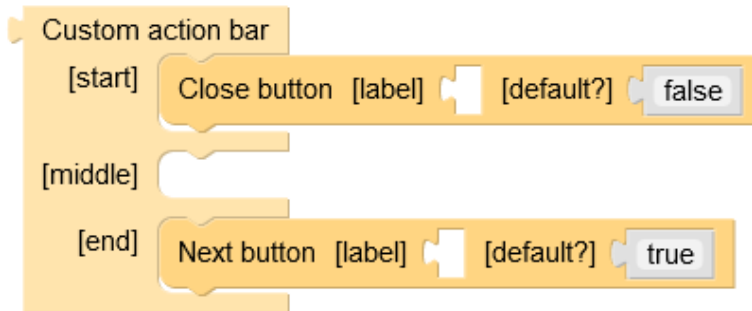 Custom action bar
[start] Close button [label] [default?] false
[middle]
[end] Next button [label] [default?] true